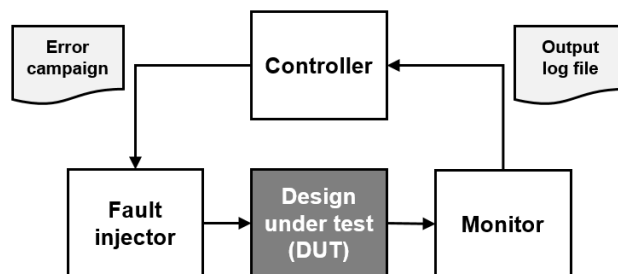 Error
campaign
Controller
Output
log file
Fault
injector
Design
under test
(DUT)
Monitor